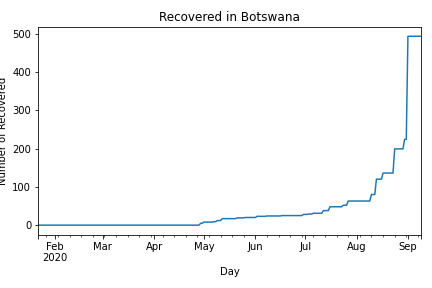 Recovered in Botswana
Number of Recovered
500
400
300
200
100
0
Feb Mar Apr May Jun Jul Aug Sep
2020
Day